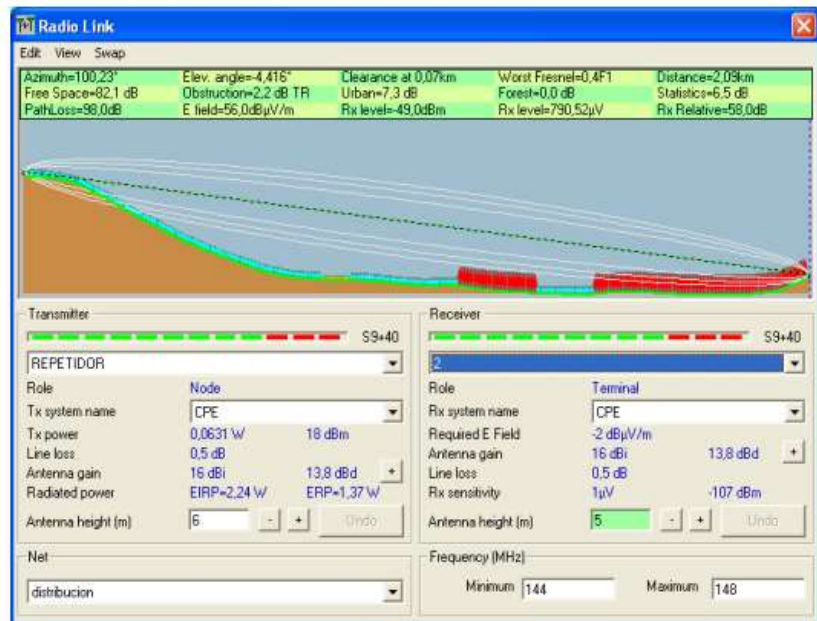 Radio Link
Edit View Swap
Azimuth=100,23° Elev. angle=-4,416° Clearance at 0,07km Worst Fresnel=0,4F1 Distance=2,09km
Free Space=82,1 dB Obstruction=2,2 dB TR Urban=7,3 dB Forest=0,0 dB Statistics=6,5 dB
PathLoss=98,0dB E field=56,0dBµV/m Rx level=-49,0dBm Rx level=790,52µV Rx Relative=58,0dB
Transmitter
S9+40
REPETIDOR
Role Node
Tx system name CPE
Tx power 0,0631 W 18 dBm
Line loss 0,5 dB
Antenna gain 16 dBi 13,8 dBd +
Radiated power EIRP=2,24 W ERP=1,37 W
Antenna height (m) 6 - + Undo
Net
distribucion
Receiver
S9+40
2
Role Terminal
Rx system name CPE
Required E Field -2 dBµV/m
Antenna gain 16 dBi 13,8 dBd +
Line loss 0,5 dB
Rx sensitivity 1µV -107 dBm
Antenna height (m) 5 - + Undo
Frequency (MHz)
Minimum 144 Maximum 148